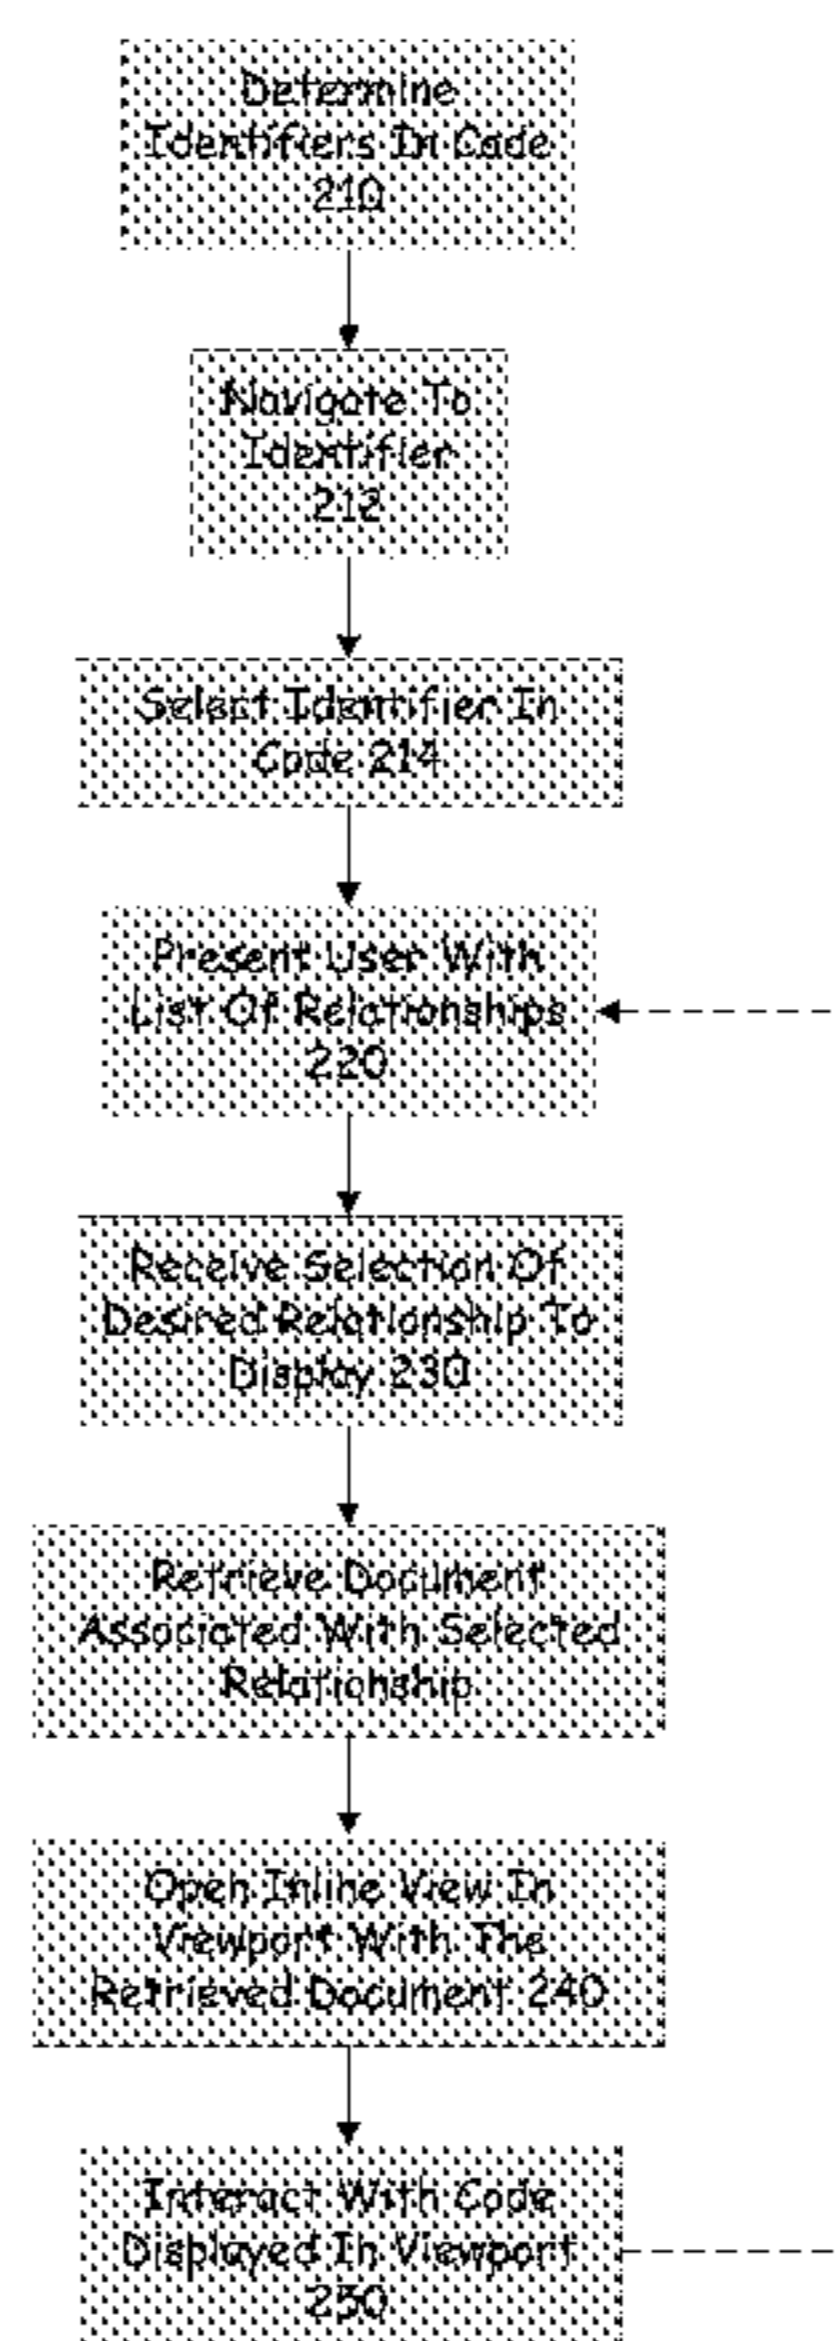 Determine
Identifiers In Code
210
Navigate To
Identifier
212
Select Identifier In
Code 214
Present User With
List Of Relationships
220
Receive Selection Of
Desired Relationship To
Display 230
Retrieve Document
Associated With Selected
Relationship
Open Inline View In
Viewport With The
Retrieved Document 240
Interact With Code
Displayed In Viewport
250